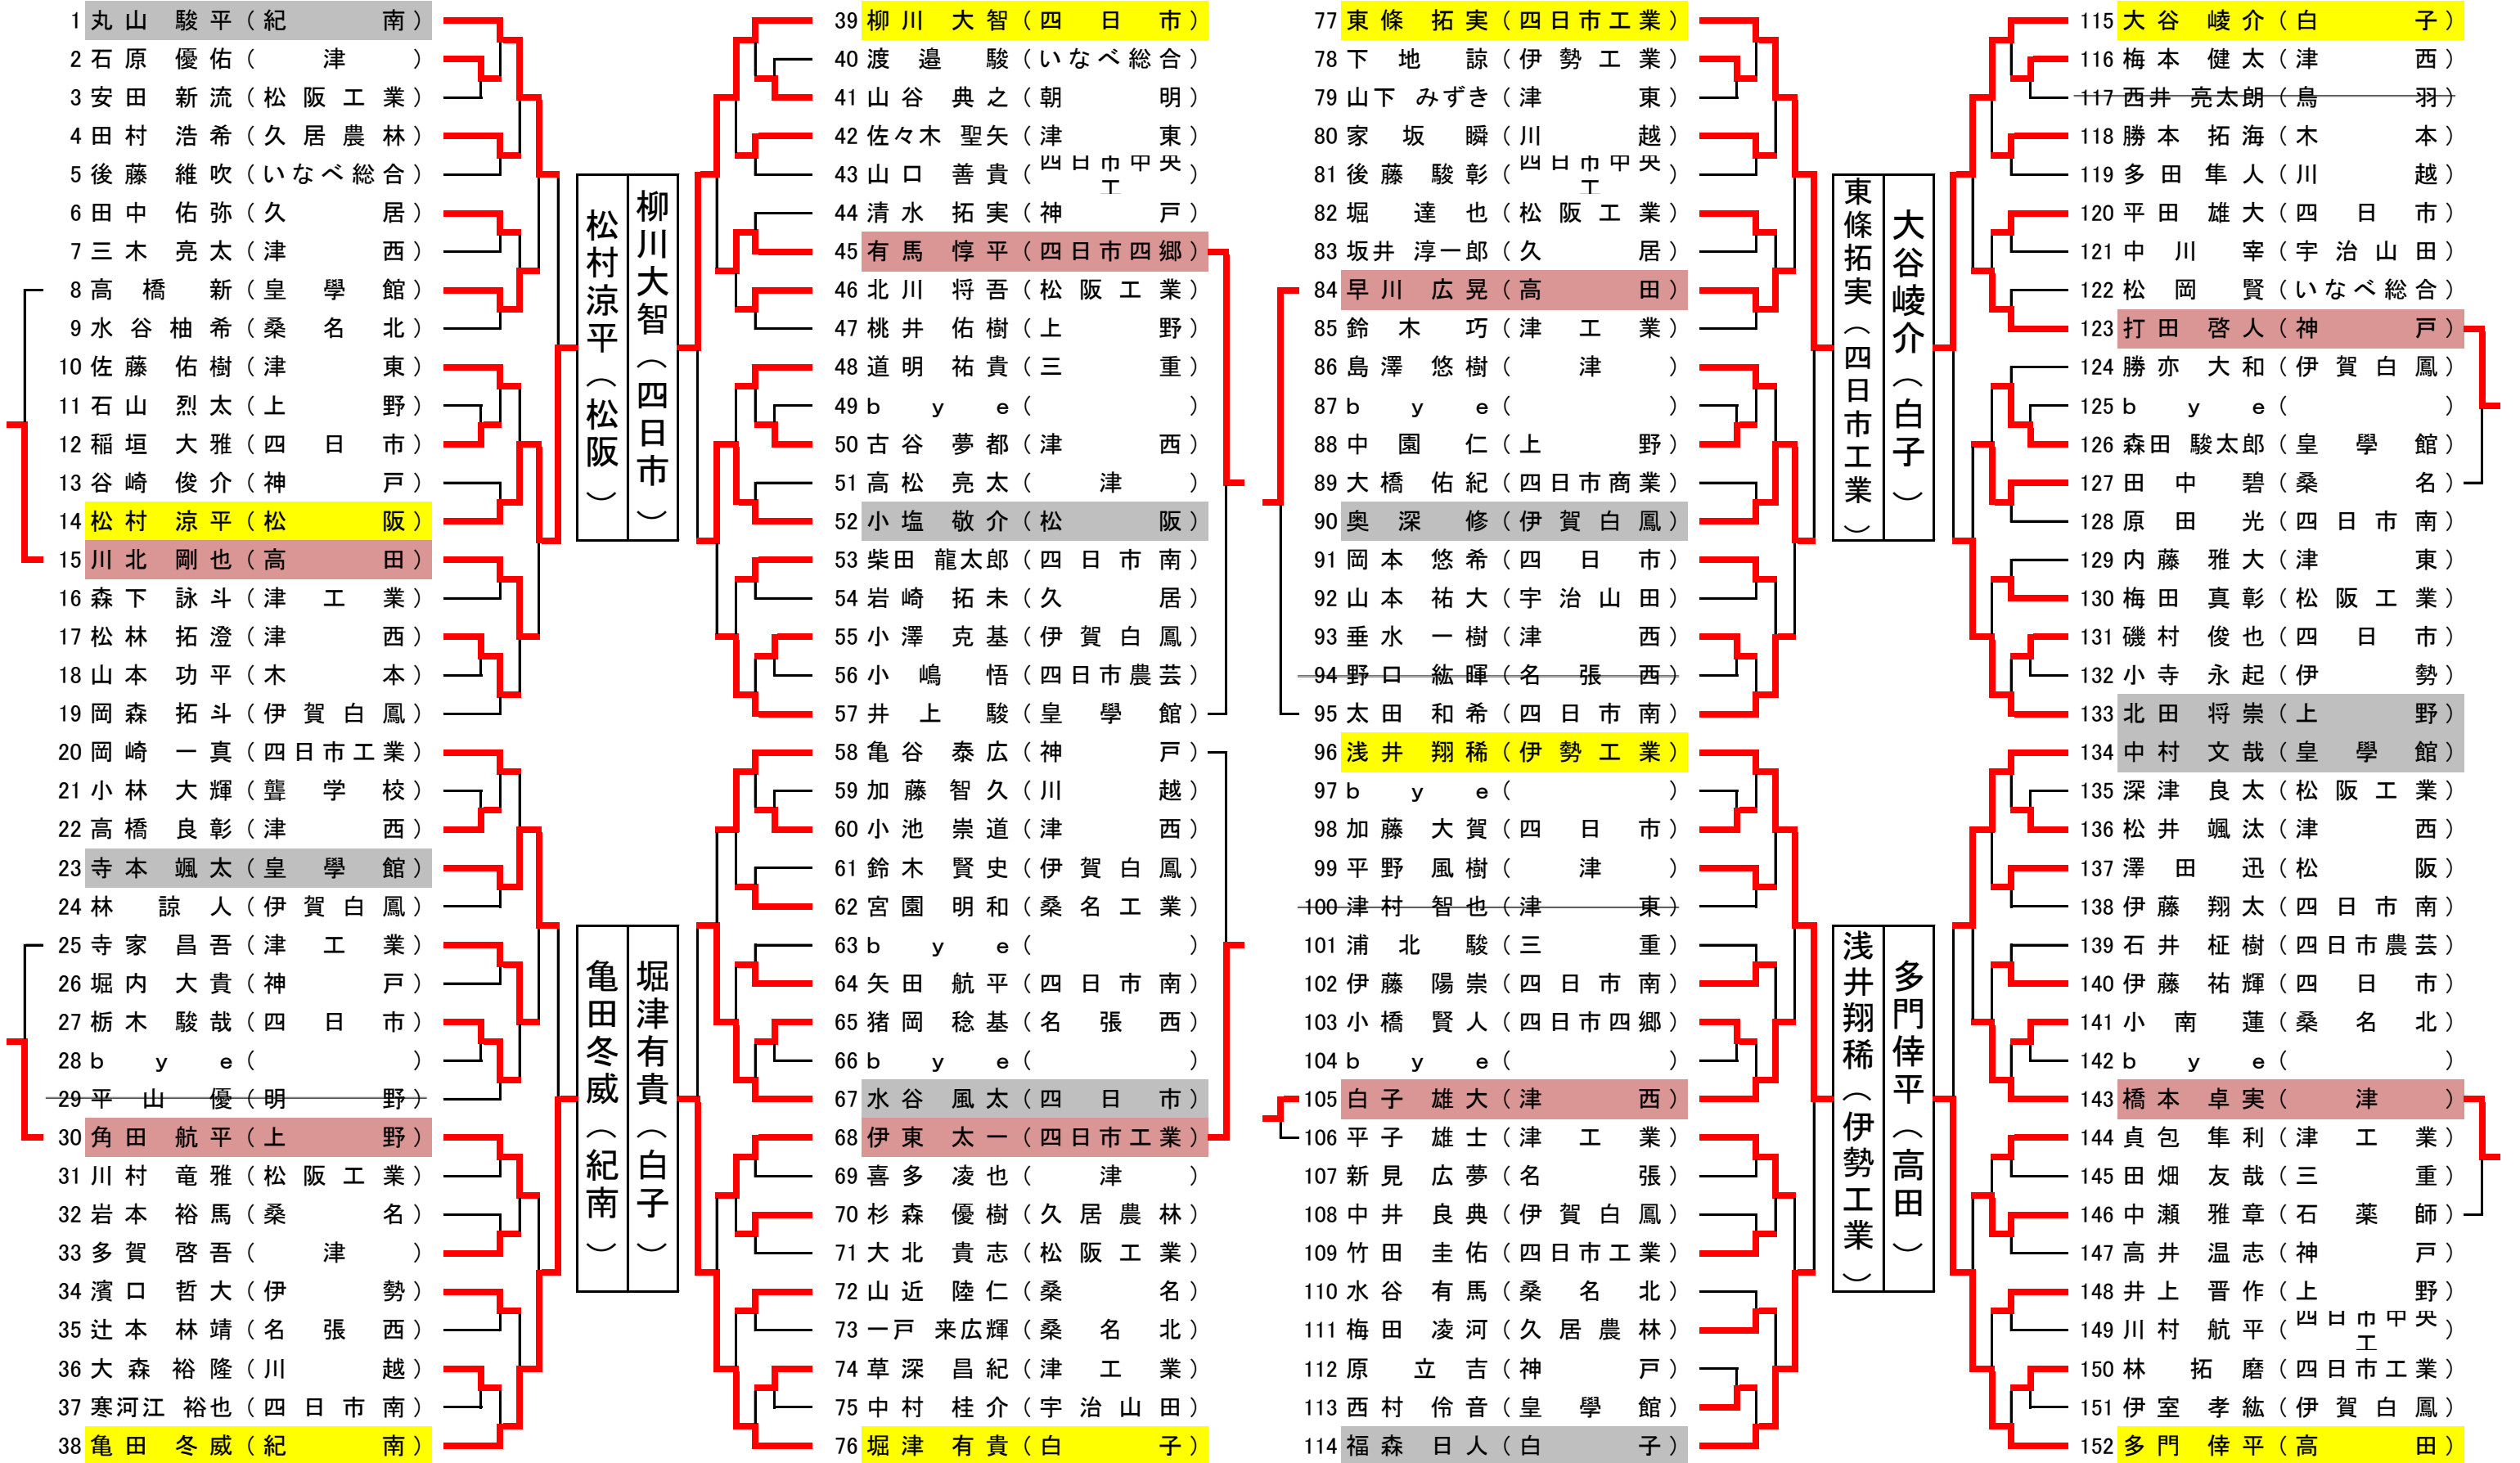 1 丸山 駿平（紀南）
2 石原 優佑（津）
3 安田 新流（松阪工業）
4 田村 浩希（久居農林）
5 後藤 維吹（いなべ総合）
6 田中 佑弥（久居）
7 三木 亮太（津西）
8 高橋 新（皇學館）
9 水谷 柚希（桑名北）
10 佐藤 佑樹（津東）
11 石山 烈太（上野）
12 稲垣 大雅（四日市）
13 谷崎 俊介（神戸）
14 松村 涼平（松阪）
15 川北 剛也（高田）
16 森下 詠斗（津工業）
17 松林 拓澄（津西）
18 山本 功平（木本）
19 岡森 拓斗（伊賀白鳳）
20 岡崎 一真（四日市工業）
21 小林 大輝（聾学校）
22 高橋 良彰（津西）
23 寺本 颯太（皇學館）
24 林 諒人（伊賀白鳳）
25 寺家 昌吾（津工業）
26 堀内 大貴（神戸）
27 栃木 駿哉（四日市）
28 bye（ ）
29 平山 優（明野）
30 角田 航平（上野）
31 川村 竜雅（松阪工業）
32 岩本 裕馬（桑名）
33 多賀 啓吾（津）
34 濱口 哲大（伊勢）
35 辻本 林靖（名張西）
36 大森 裕隆（川越）
37 寒河江 裕也（四日市南）
38 亀田 冬威（紀南）
松村涼平（松阪）
柳川大智（四日市）
亀田冬威（紀南）
堀津有貴（白子）
39 柳川 大智（四日市）
40 渡邉 駿（いなべ総合）
41 山谷 典之（朝明）
42 佐々木 聖矢（津東）
43 山口 善貴（四日市中央工）
44 清水 拓実（神戸）
45 有馬 惇平（四日市四郷）
46 北川 将吾（松阪工業）
47 桃井 佑樹（上野）
48 道明 祐貴（三重）
49 bye（ ）
50 古谷 夢都（津西）
51 高松 亮太（津）
52 小塩 敬介（松阪）
53 柴田 龍太郎（四日市南）
54 岩崎 拓未（久居）
55 小澤 克基（伊賀白鳳）
56 小嶋 悟（四日市農芸）
57 井上 駿（皇學館）
58 亀谷 泰広（神戸）
59 加藤 智久（川越）
60 小池 崇道（津西）
61 鈴木 賢史（伊賀白鳳）
62 宮園 明和（桑名工業）
63 bye（ ）
64 矢田 航平（四日市南）
65 猪岡 稔基（名張西）
66 bye（ ）
67 水谷 風太（四日市）
68 伊東 太一（四日市工業）
69 喜多 凌也（津）
70 杉森 優樹（久居農林）
71 大北 貴志（松阪工業）
72 山近 陸仁（桑名）
73 一戸 来広輝（桑名北）
74 草深 昌紀（津工業）
75 中村 桂介（宇治山田）
76 堀津 有貴（白子）
77 東條 拓実（四日市工業）
78 下地 諒（伊勢工業）
79 山下 みずき（津東）
80 家坂 瞬（川越）
81 後藤 駿彰（四日市中央工）
82 堀 達也（松阪工業）
83 坂井 淳一郎（久居）
84 早川 広晃（高田）
85 鈴木 巧（津工業）
86 島澤 悠樹（津）
87 bye（ ）
88 中園 仁（上野）
89 大橋 佑紀（四日市商業）
90 奥深 修（伊賀白鳳）
91 岡本 悠希（四日市）
92 山本 祐大（宇治山田）
93 垂水 一樹（津西）
94 野口 紘暉（名張西）
95 太田 和希（四日市南）
96 浅井 翔稀（伊勢工業）
97 bye（ ）
98 加藤 大賀（四日市）
99 平野 風樹（津）
100 津村 智也（津東）
101 浦北 駿（三重）
102 伊藤 陽崇（四日市南）
103 小橋 賢人（四日市四郷）
104 bye（ ）
105 白子 雄大（津西）
106 平子 雄士（津工業）
107 新見 広夢（名張）
108 中井 良典（伊賀白鳳）
109 竹田 圭佑（四日市工業）
110 水谷 有馬（桑名北）
111 梅田 凌河（久居農林）
112 原 立吉（神戸）
113 西村 伶音（皇學館）
114 福森 日人（白子）
東條拓実（四日市工業）
大谷崚介（白子）
浅井翔稀（伊勢工業）
多門倖平（高田）
115 大谷 崚介（白子）
116 梅本 健太（津西）
117 西井 亮太朗（鳥羽）
118 勝本 拓海（木本）
119 多田 隼人（川越）
120 平田 雄大（四日市）
121 中川 宰（宇治山田）
122 松岡 賢（いなべ総合）
123 打田 啓人（神戸）
124 勝亦 大和（伊賀白鳳）
125 bye（ ）
126 森田 駿太郎（皇學館）
127 田中 碧（桑名）
128 原田 光（四日市南）
129 内藤 雅大（津東）
130 梅田 真彰（松阪工業）
131 磯村 俊也（四日市）
132 小寺 永起（伊勢）
133 北田 将崇（上野）
134 中村 文哉（皇學館）
135 深津 良太（松阪工業）
136 松井 颯汰（津西）
137 澤田 迅（松阪）
138 伊藤 翔太（四日市南）
139 石井 柾樹（四日市農芸）
140 伊藤 祐輝（四日市）
141 小南 蓮（桑名北）
142 bye（ ）
143 橋本 卓実（津）
144 貞包 隼利（津工業）
145 田畑 友哉（三重）
146 中瀬 雅章（石薬師）
147 高井 温志（神戸）
148 井上 晋作（上野）
149 川村 航平（四日市中央工）
150 林 拓磨（四日市工業）
151 伊室 孝紘（伊賀白鳳）
152 多門 倖平（高田）